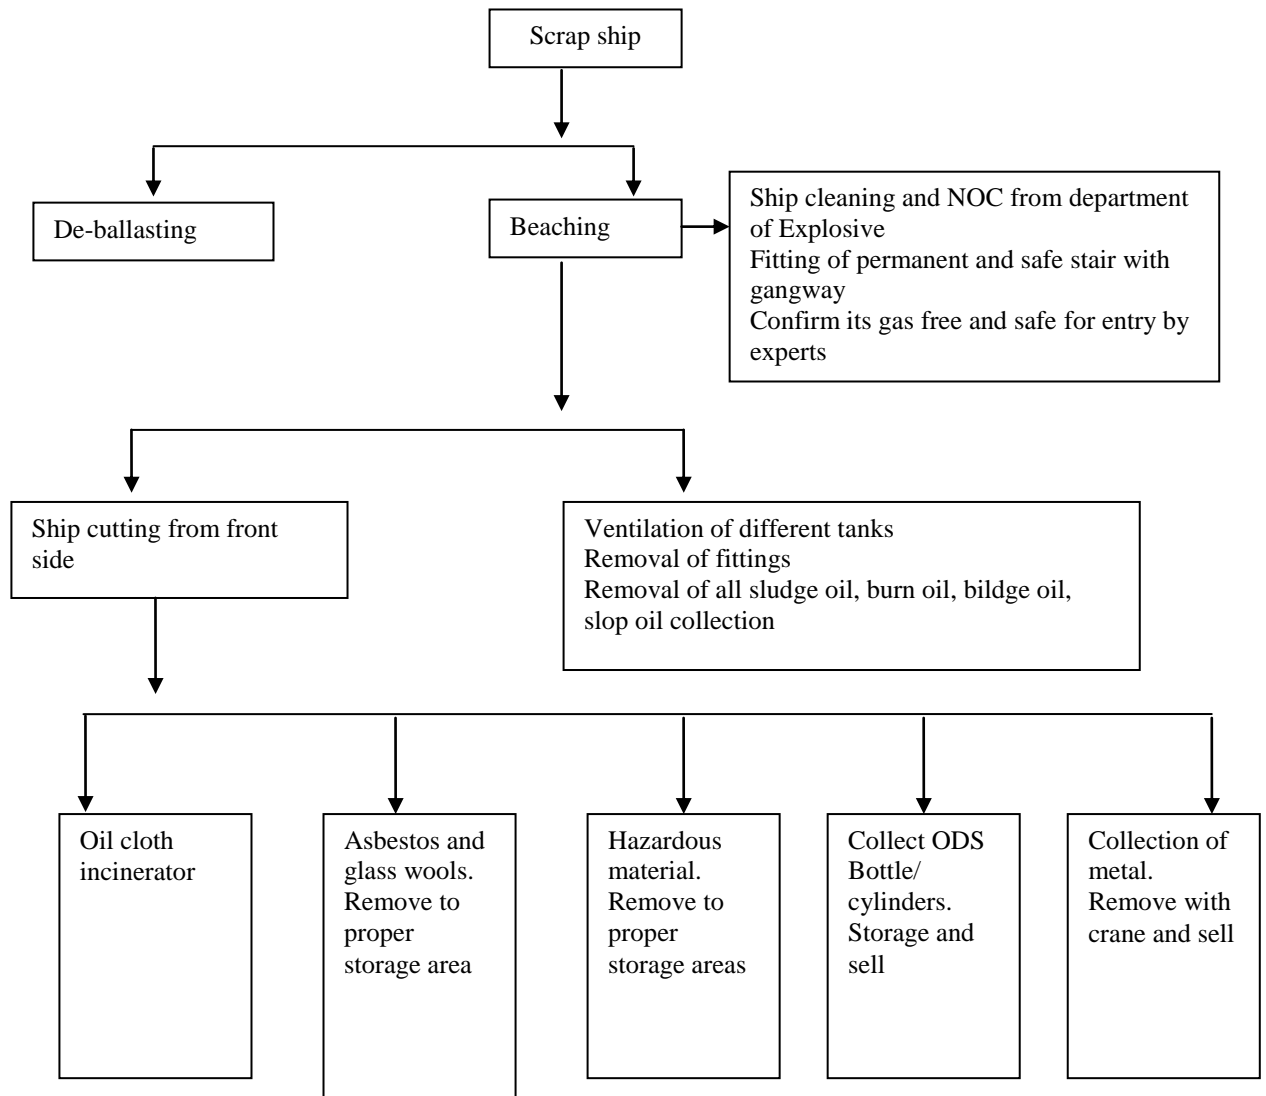 Scrap ship
De-ballasting
Beaching
Ship cleaning and NOC from department
of Explosive
Fitting of permanent and safe stair with
gangway
Confirm its gas free and safe for entry by
experts
Ship cutting from front
side
Ventilation of different tanks
Removal of fittings
Removal of all sludge oil, burn oil, bildge oil,
slop oil collection
Oil cloth
incinerator
Asbestos and
glass wools.
Remove to
proper
storage area
Hazardous
material.
Remove to
proper
storage areas
Collect ODS
Bottle/
cylinders.
Storage and
sell
Collection of
metal.
Remove with
crane and sell